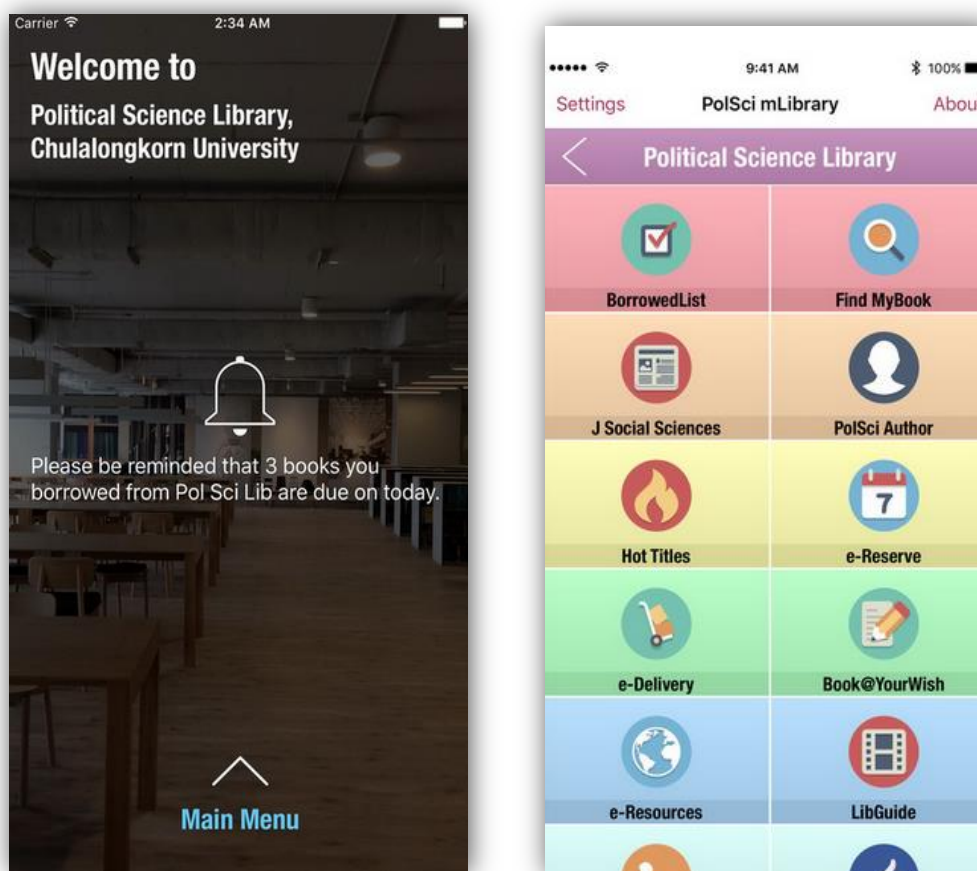 Carrier
2:34 AM
Welcome to
Political Science Library,
Chulalongkorn University
Please be reminded that 3 books you
borrowed from Pol Sci Lib are due on today.
Main Menu
9:41 AM
100%
Settings
PolSci mLibrary
Abou
Political Science Library
BorrowedList
Find MyBook
J Social Sciences
PolSci Author
Hot Titles
7
e-Reserve
e-Delivery
Book@YourWish
e-Resources
LibGuide